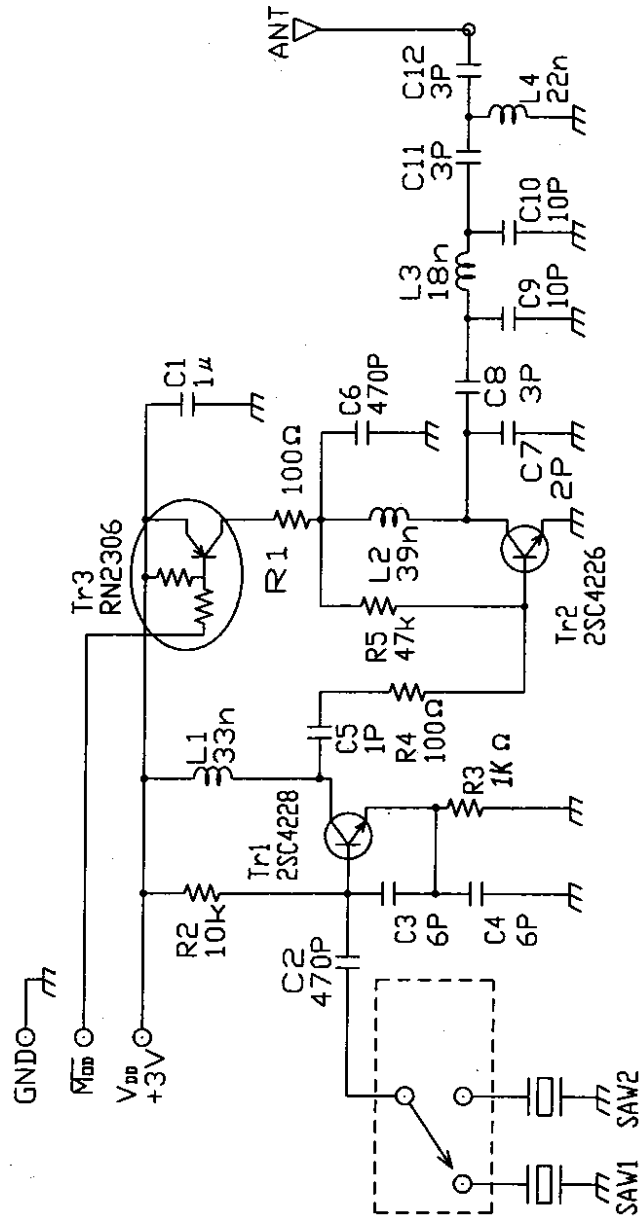 GND
MOD
VDD
+3V
Tr3
RN2306
C1
1μ
R1
100Ω
C6
470P
L1
33n
R2
10k
Tr1
2SC4228
C5
1P
R4
100Ω
R5
47k
L2
39n
C2
470P
C3
6P
C4
6P
R3
1KΩ
Tr2
2SC4226
C7
2P
C8
3P
C9
10P
L3
18n
C10
10P
C11
3P
L4
22n
C12
3P
ANT
SAW1
SAW2